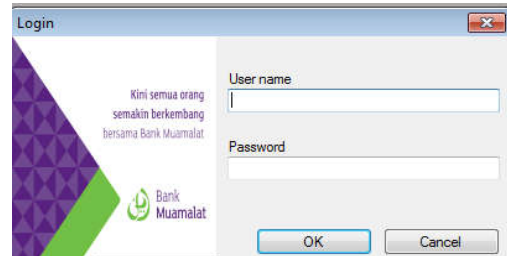 Login
Kini semua orang
semakin berkembang
bersama Bank Muamalat
Bank
Muamalat
User name
Password
OK
Cancel